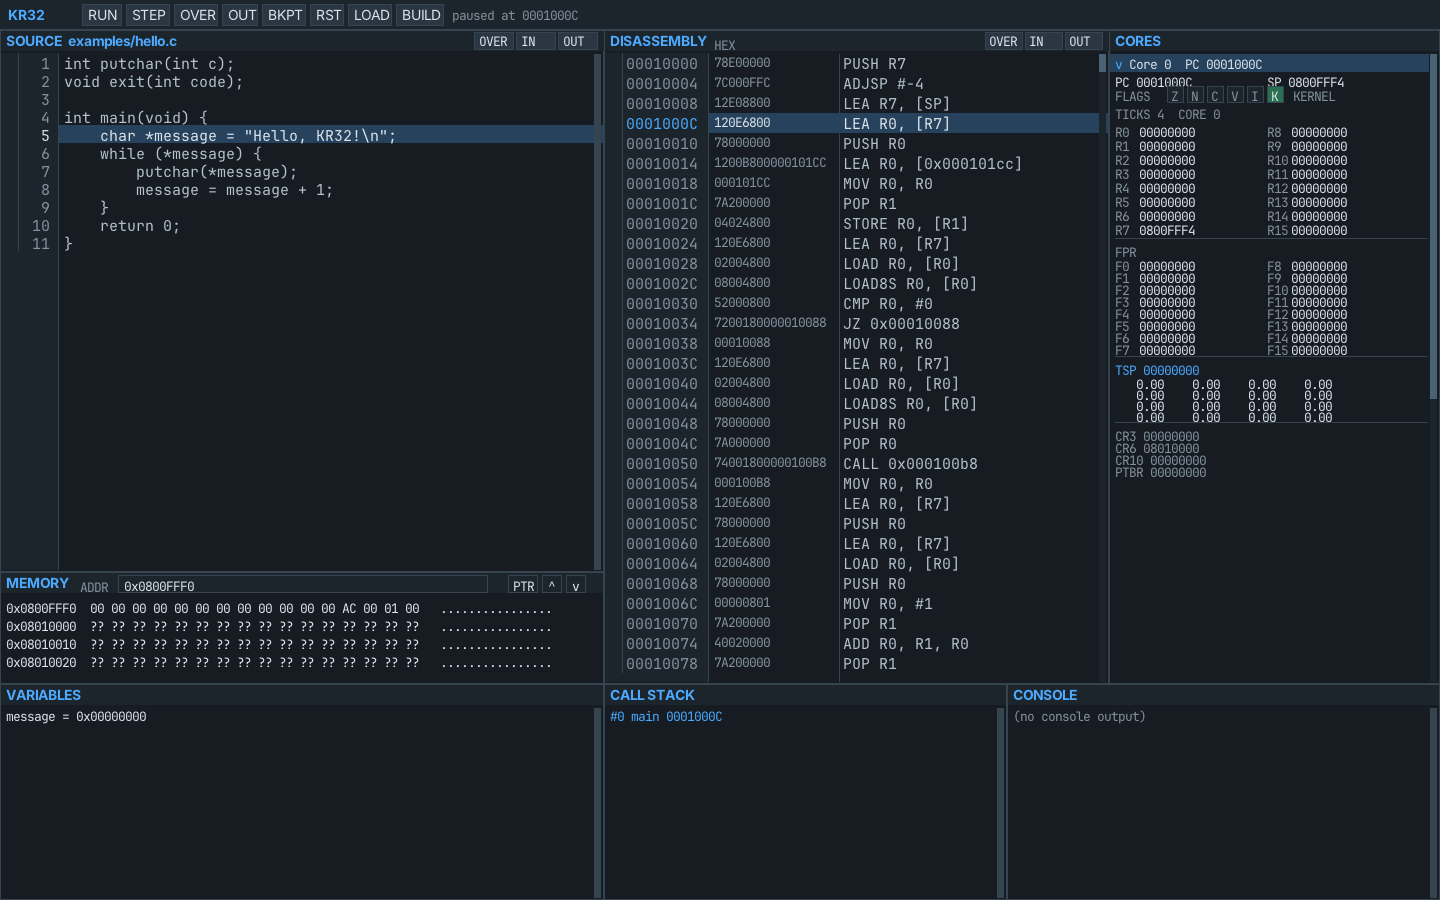 KR32 RUN STEP OVER OUT BKPT RST LOAD BUILD paused at 0001000C
SOURCE examples/hello.c OVER IN OUT
1 int putchar(int c);
2 void exit(int code);
3
4 int main(void) {
5 char *message = "Hello, KR32!\n";
6 while (*message) {
7 putchar(*message);
8 message = message + 1;
9 }
10 return 0;
11 }
MEMORY ADDR 0x0800FFF0 PTR ^ v
0x0800FFF0 00 00 00 00 00 00 00 00 00 00 00 00 AC 00 01 00 ................
0x08010000 ?? ?? ?? ?? ?? ?? ?? ?? ?? ?? ?? ?? ?? ?? ?? ?? ................
0x08010010 ?? ?? ?? ?? ?? ?? ?? ?? ?? ?? ?? ?? ?? ?? ?? ?? ................
0x08010020 ?? ?? ?? ?? ?? ?? ?? ?? ?? ?? ?? ?? ?? ?? ?? ?? ................
DISASSEMBLY HEX OVER IN OUT
00010000 78E00000 PUSH R7
00010004 7C000FFC ADJSP #-4
00010008 12E08800 LEA R7, [SP]
0001000C 120E6800 LEA R0, [R7]
00010010 78000000 PUSH R0
00010014 1200B800000101CC LEA R0, [0x000101cc]
00010018 000101CC MOV R0, R0
0001001C 7A200000 POP R1
00010020 04024800 STORE R0, [R1]
00010024 120E6800 LEA R0, [R7]
00010028 02004800 LOAD R0, [R0]
0001002C 08004800 LOAD8S R0, [R0]
00010030 52000800 CMP R0, #0
00010034 7200180000010088 JZ 0x00010088
00010038 00010088 MOV R0, R0
0001003C 120E6800 LEA R0, [R7]
00010040 02004800 LOAD R0, [R0]
00010044 08004800 LOAD8S R0, [R0]
00010048 78000000 PUSH R0
0001004C 7A000000 POP R0
00010050 74001800000100B8 CALL 0x000100b8
00010054 000100B8 MOV R0, R0
00010058 120E6800 LEA R0, [R7]
0001005C 78000000 PUSH R0
00010060 120E6800 LEA R0, [R7]
00010064 02004800 LOAD R0, [R0]
00010068 78000000 PUSH R0
0001006C 00000801 MOV R0, #1
00010070 7A200000 POP R1
00010074 40020000 ADD R0, R1, R0
00010078 7A200000 POP R1
CORES
v Core 0 PC 0001000C
PC 0001000C SP 0800FFF4
FLAGS Z N C V I K KERNEL
TICKS 4 CORE 0
R0 00000000 R8 00000000
R1 00000000 R9 00000000
R2 00000000 R10 00000000
R3 00000000 R11 00000000
R4 00000000 R12 00000000
R5 00000000 R13 00000000
R6 00000000 R14 00000000
R7 0800FFF4 R15 00000000
FPR
F0 00000000 F8 00000000
F1 00000000 F9 00000000
F2 00000000 F10 00000000
F3 00000000 F11 00000000
F4 00000000 F12 00000000
F5 00000000 F13 00000000
F6 00000000 F14 00000000
F7 00000000 F15 00000000
TSP 00000000
0.00 0.00 0.00 0.00
0.00 0.00 0.00 0.00
0.00 0.00 0.00 0.00
0.00 0.00 0.00 0.00
CR3 00000000
CR6 08010000
CR10 00000000
PTBR 00000000
VARIABLES
message = 0x00000000
CALL STACK
#0 main 0001000C
CONSOLE
(no console output)